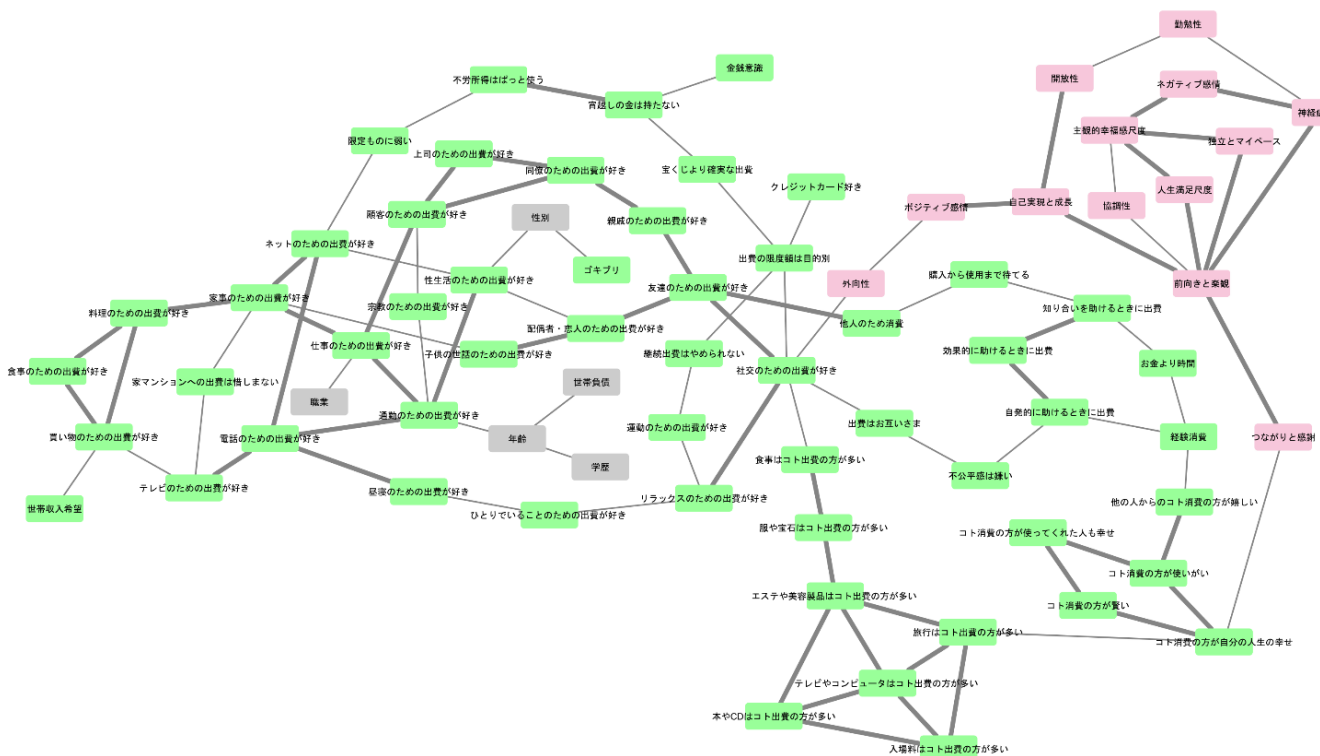 勤勉性
不労所得はぱっと使う
金銭意識
開放性
ネガティブ感情
宵越しの金は持たない
神経症
限定ものに弱い
主観的幸福感尺度
独立とマイペース
上司のための出費が好き
同僚のための出費が好き
宝くじより確実な出費
クレジットカード好き
人生満足尺度
ポジティブ感情
自己実現と成長
協調性
顧客のための出費が好き
性別
親戚のための出費が好き
ネットのための出費が好き
ゴキブリ
出費の限度額は目的別
性生活のための出費が好き
友達のための出費が好き
外向性
購入から使用まで待てる
前向きと楽観
家事のための出費が好き
料理のための出費が好き
宗教のための出費が好き
配偶者・恋人のための出費が好き
他人のため消費
知り合いを助けるときに出費
仕事のための出費が好き
子供の世話のための出費が好き
継続出費はやめられない
効果的に助けるときに出費
食事のための出費が好き
家マンションへの出費は惜しまない
世帯負債
社交のための出費が好き
お金より時間
職業
通勤のための出費が好き
自発的に助けるときに出費
買い物のための出費が好き
電話のための出費が好き
年齢
運動のための出費が好き
出費はお互いさま
経験消費
つながりと感謝
学歴
食事はコト出費の方が多い
テレビのための出費が好き
昼寝のための出費が好き
不公平感は嫌い
世帯収入希望
ひとりでいることのための出費が好き
リラックスのための出費が好き
他の人からのコト消費の方が嬉しい
服や宝石はコト出費の方が多い
コト消費の方が使ってくれた人も幸せ
コト消費の方が使いがい
エステや美容製品はコト出費の方が多い
コト消費の方が賢い
旅行はコト出費の方が多い
コト消費の方が自分の人生の幸せ
テレビやコンピュータはコト出費の方が多い
本やCDはコト出費の方が多い
入場料はコト出費の方が多い